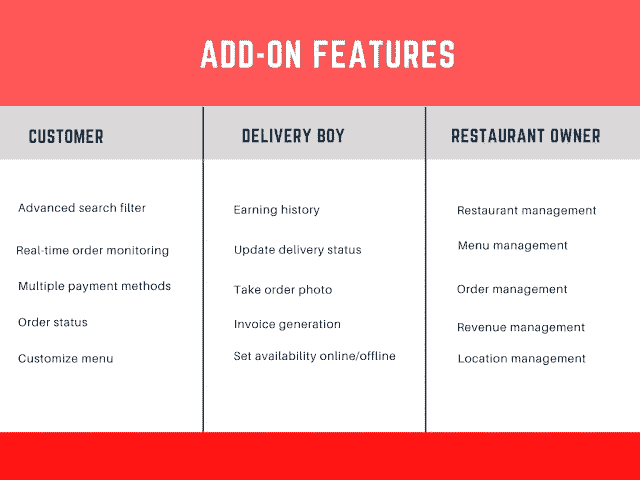 ADD-ON FEATURES
CUSTOMER
Advanced search filter
Real-time order monitoring
Multiple payment methods
Order status
Customize menu
DELIVERY BOY
Earning history
Update delivery status
Take order photo
Invoice generation
Set availability online/offline
RESTAURANT OWNER
Restaurant management
Menu management
Order management
Revenue management
Location management